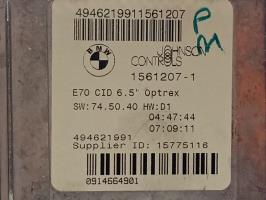 4946219911561207
PM
BMW
JOHNSON
CONTROLS
1561207-1
E70 CID 6.5" Optrex
SW:74.50.40 HW:D1
04:47:44
07:09:11
494621991
Supplier ID: 15775116
0914664901